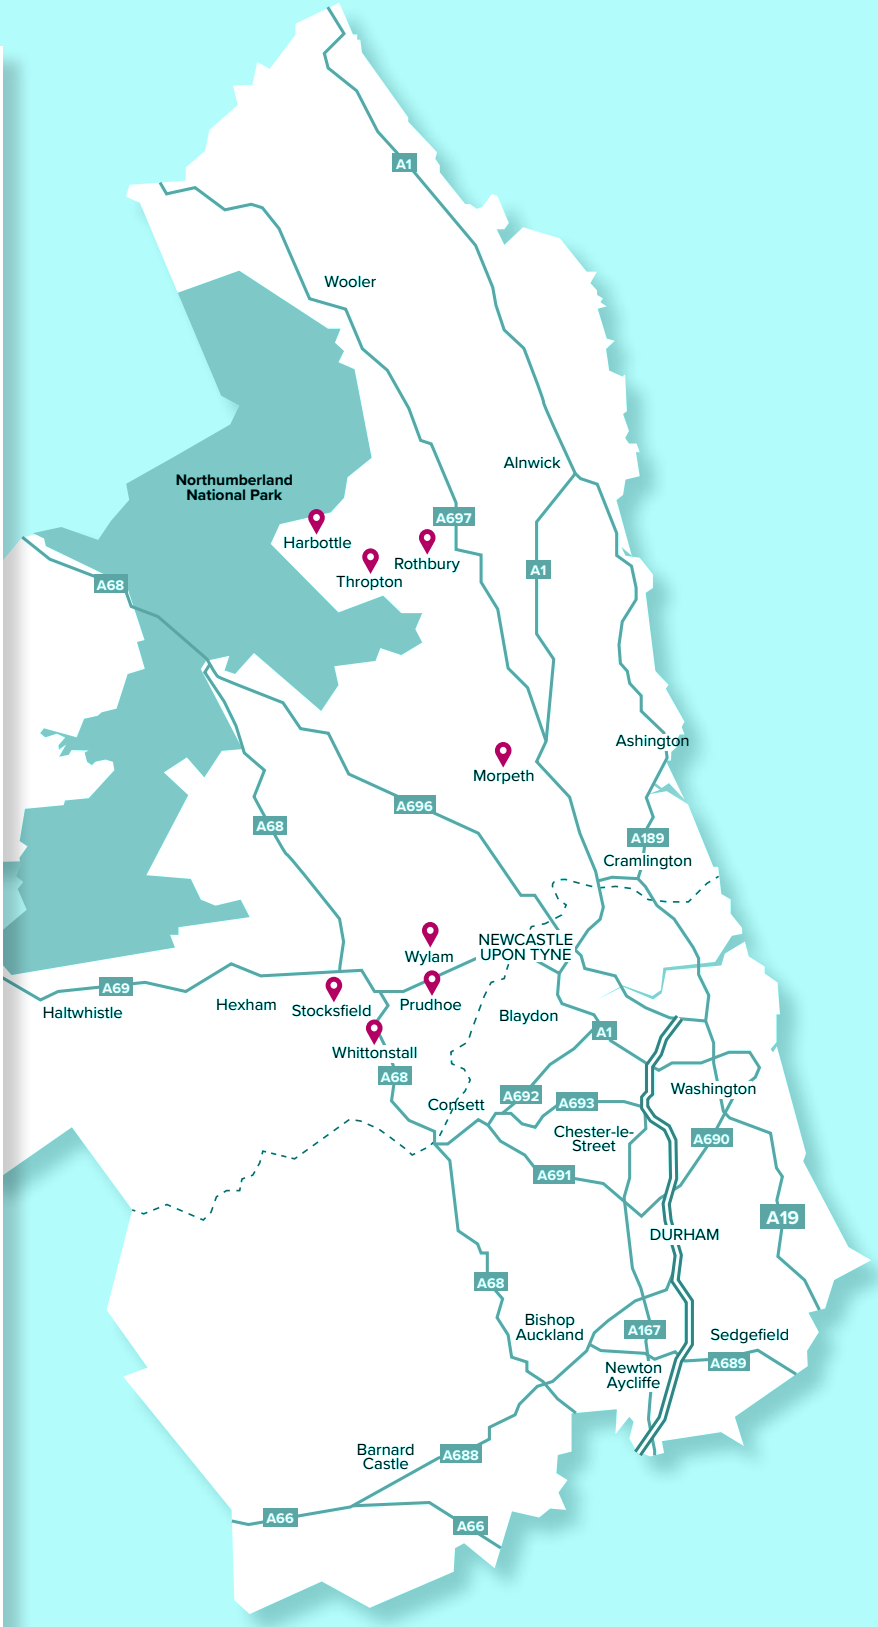 A1
Wooler
Alnwick
Northumberland
National Park
A697
Harbottle
Rothbury
Thropton
A1
A68
Ashington
Morpeth
A696
A68
A189
Cramlington
Wylam
NEWCASTLE
UPON TYNE
A69
Haltwhistle
Hexham
Stocksfield
Prudhoe
Blaydon
A1
Whittonstall
A68
Washington
Consett
A692
A693
Chester-le-
Street
A690
A691
A19
DURHAM
A68
Bishop
Auckland
A167
Sedgefield
A689
Newton
Aycliffe
Barnard
Castle
A688
A66
A66